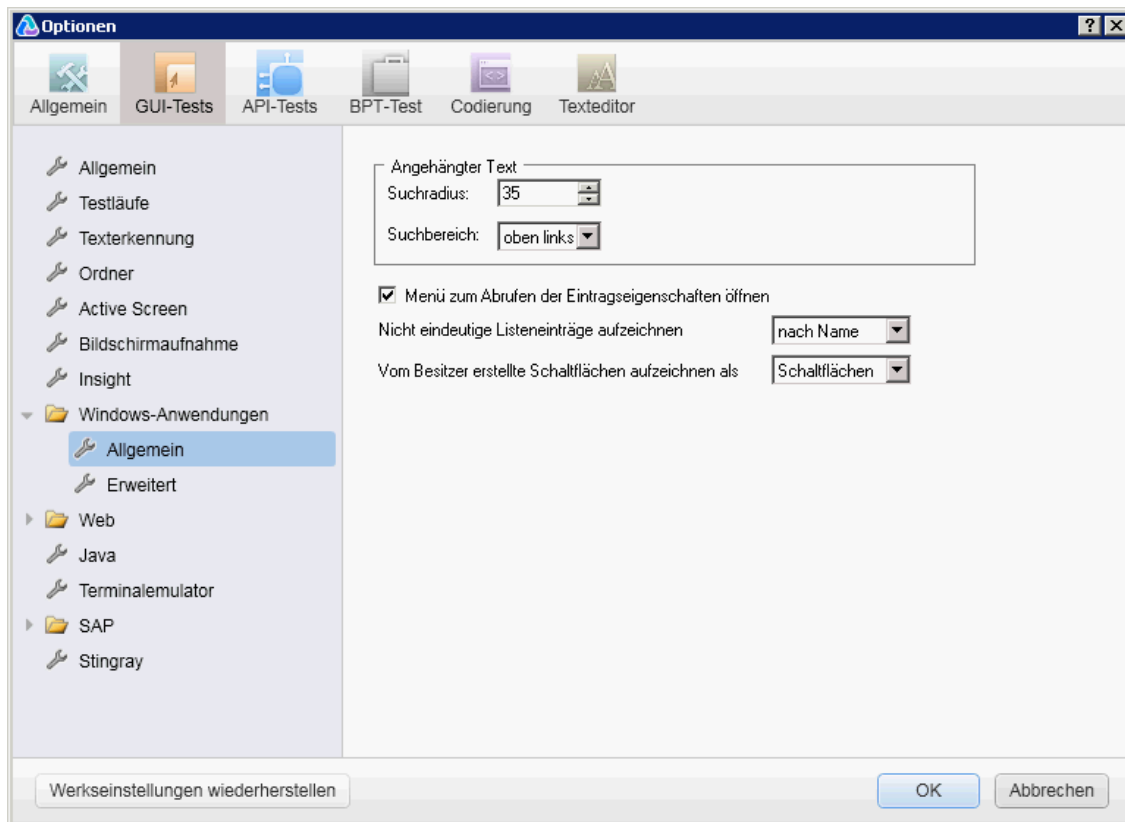 Optionen
Allgemein GUI-Tests API-Tests BPT-Test Codierung Texteditor
Allgemein
Testläufe
Texterkennung
Ordner
Active Screen
Bildschirmaufnahme
Insight
Windows-Anwendungen
Allgemein
Erweitert
Web
Java
Terminalemulator
SAP
Stingray
Angehängter Text
Suchradius: 35
Suchbereich: oben links
Menü zum Abrufen der Eintragseigenschaften öffnen
Nicht eindeutige Listeneinträge aufzeichnen nach Name
Vom Besitzer erstellte Schaltflächen aufzeichnen als Schaltflächen
Werkseinstellungen wiederherstellen OK Abbrechen